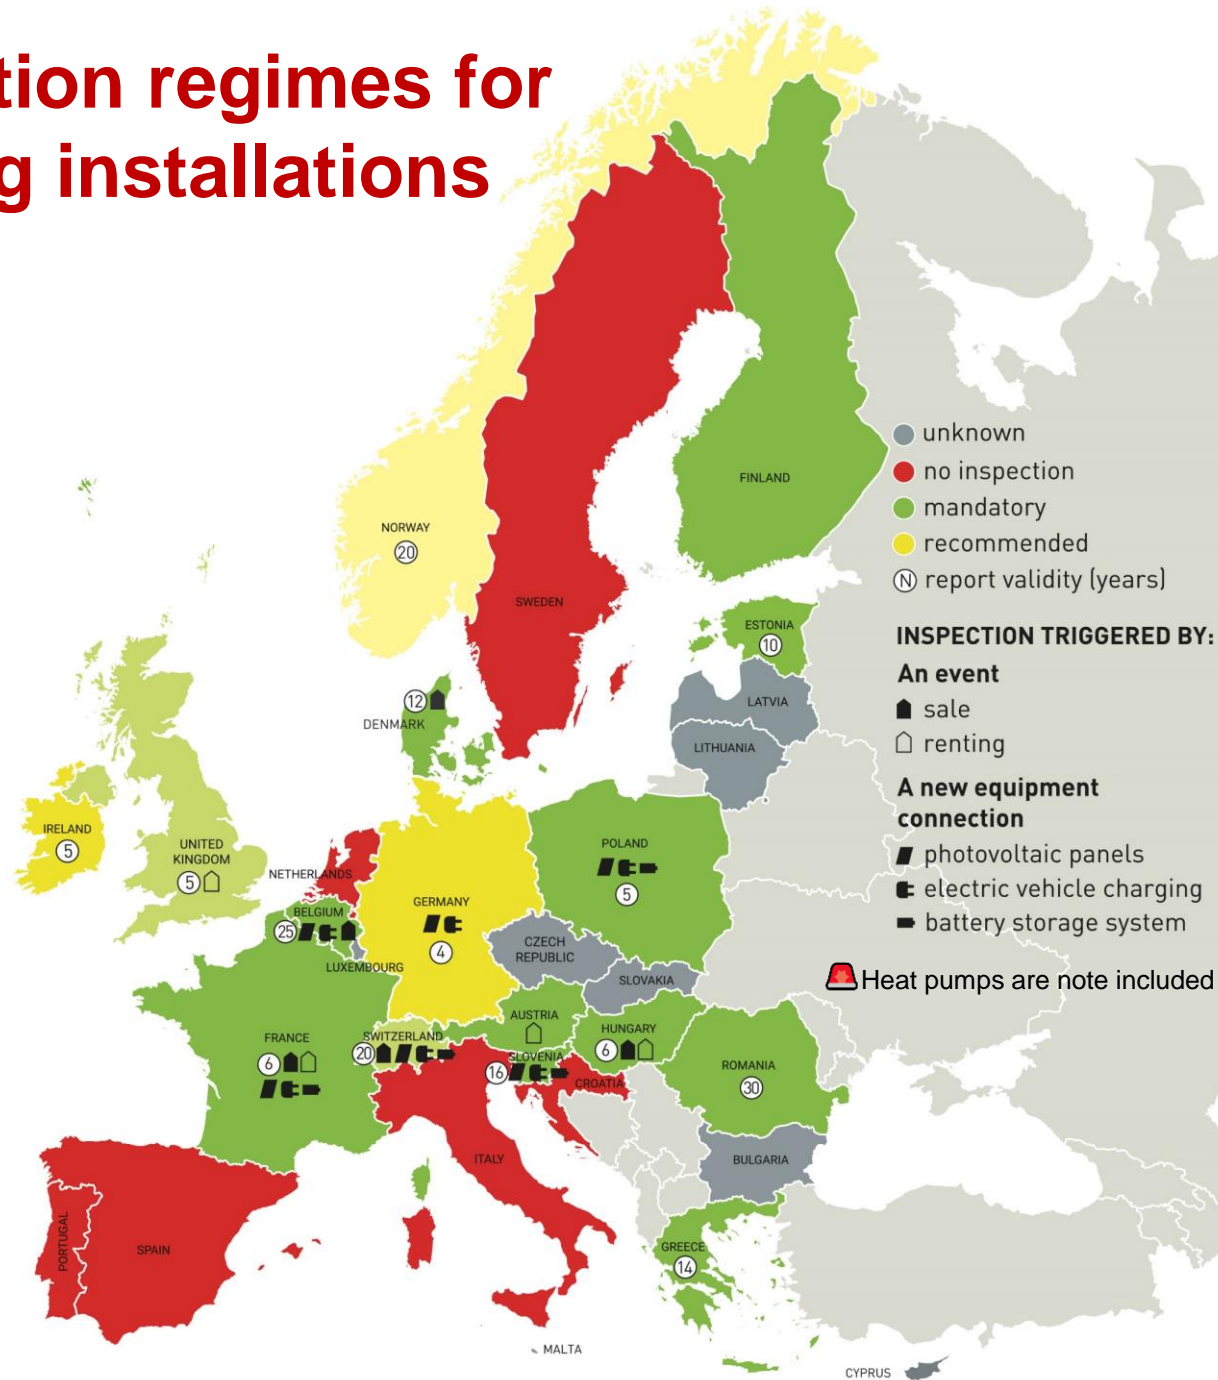 tion regimes for
g installations
unknown
no inspection
mandatory
recommended
N report validity (years)
INSPECTION TRIGGERED BY:
An event
sale
renting
A new equipment
connection
photovoltaic panels
electric vehicle charging
battery storage system
Heat pumps are note included
FINLAND
NORWAY
20
SWEDEN
ESTONIA
10
LATVIA
LITHUANIA
12
DENMARK
IRELAND
5
UNITED
KINGDOM
5
NETHERLANDS
BELGIUM
25
LUXEMBOURG
GERMANY
4
POLAND
5
CZECH
REPUBLIC
SLOVAKIA
AUSTRIA
HUNGARY
6
FRANCE
6
SWITZERLAND
20
SLOVENIA
16
CROATIA
ROMANIA
30
ITALY
BULGARIA
PORTUGAL
SPAIN
GREECE
14
MALTA
CYPRUS